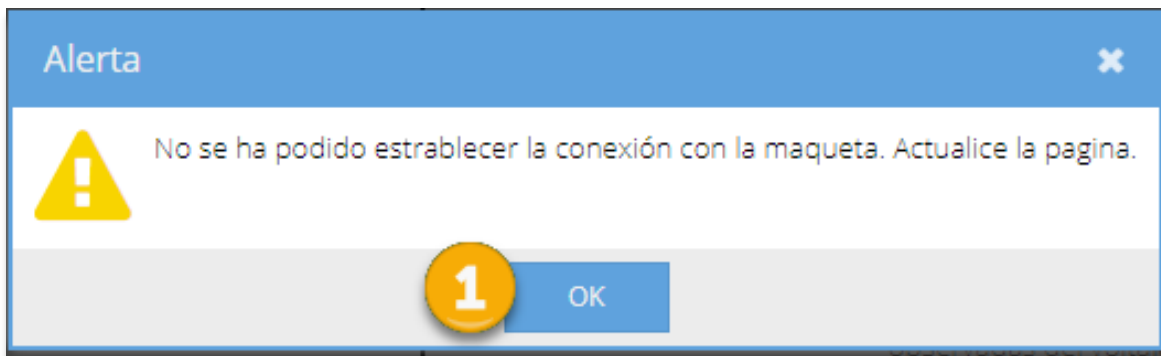 Alerta
No se ha podido estrablecer la conexión con la maqueta. Actualice la pagina.
1
OK